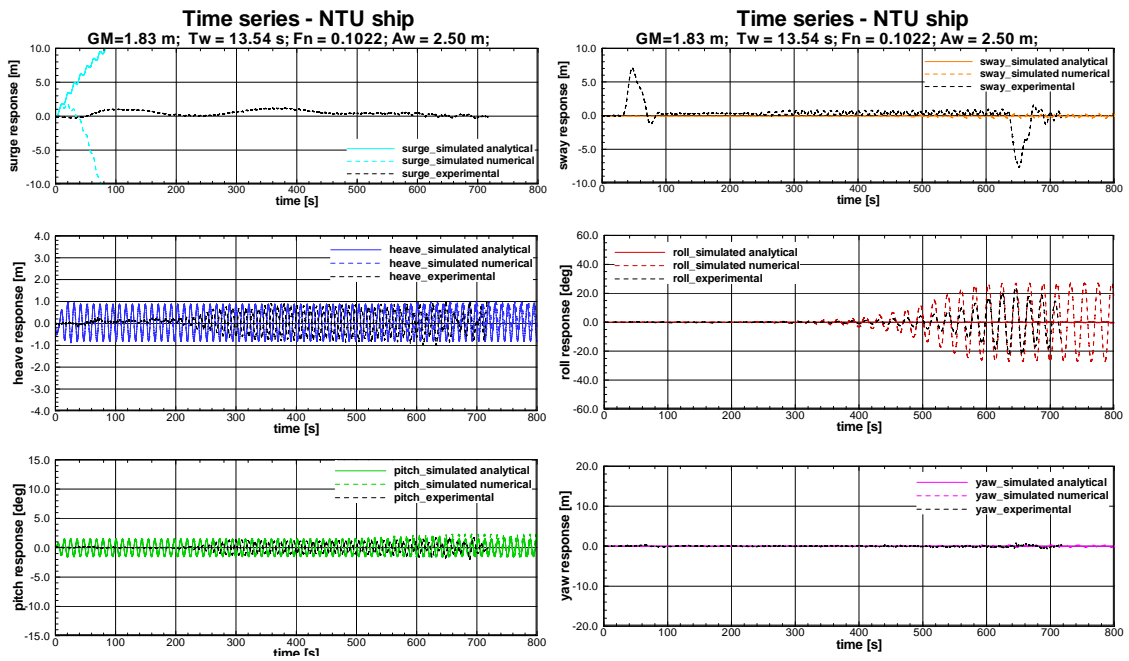 Time series - NTU ship
GM=1.83 m; Tw = 13.54 s; Fn = 0.1022; Aw = 2.50 m;
surge response [m]
10.0
5.0
0.0
-5.0
-10.0
surge_simulated analytical
surge_simulated numerical
surge_experimental
0 100 200 300 400 500 600 700 800
time [s]
Time series - NTU ship
GM=1.83 m; Tw = 13.54 s; Fn = 0.1022; Aw = 2.50 m;
sway response [m]
10.0
5.0
0.0
-5.0
-10.0
sway_simulated analytical
sway_simulated numerical
sway_experimental
0 100 200 300 400 500 600 700 800
time [s]
heave response [m]
4.0
3.0
2.0
1.0
0.0
-1.0
-2.0
-3.0
-4.0
heave_simulated analytical
heave_simulated numerical
heave_experimental
0 100 200 300 400 500 600 700 800
time [s]
roll response [deg]
60.0
40.0
20.0
0.0
-20.0
-40.0
-60.0
roll_simulated analytical
roll_simulated numerical
roll_experimental
0 100 200 300 400 500 600 700 800
time [s]
pitch response [deg]
15.0
10.0
5.0
0.0
-5.0
-10.0
-15.0
pitch_simulated analytical
pitch_simulated numerical
pitch_experimental
0 100 200 300 400 500 600 700 800
time [s]
yaw response [m]
20.0
10.0
0.0
-10.0
-20.0
yaw_simulated analytical
yaw_simulated numerical
yaw_experimental
0 100 200 300 400 500 600 700 800
time [s]